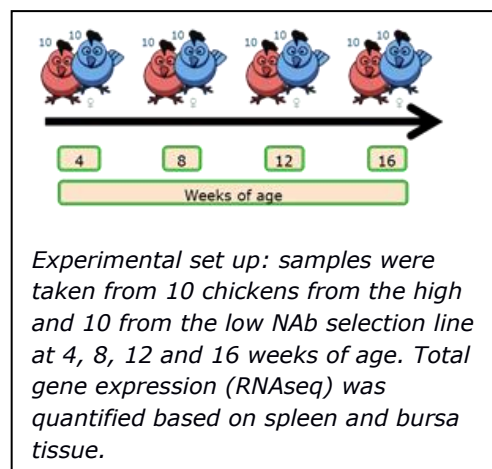 10 10 10 10 10 10 10 10
♀ ♀ ♀ ♀
4 8 12 16
Weeks of age
Experimental set up: samples were
taken from 10 chickens from the high
and 10 from the low NAb selection line
at 4, 8, 12 and 16 weeks of age. Total
gene expression (RNAseq) was
quantified based on spleen and bursa
tissue.